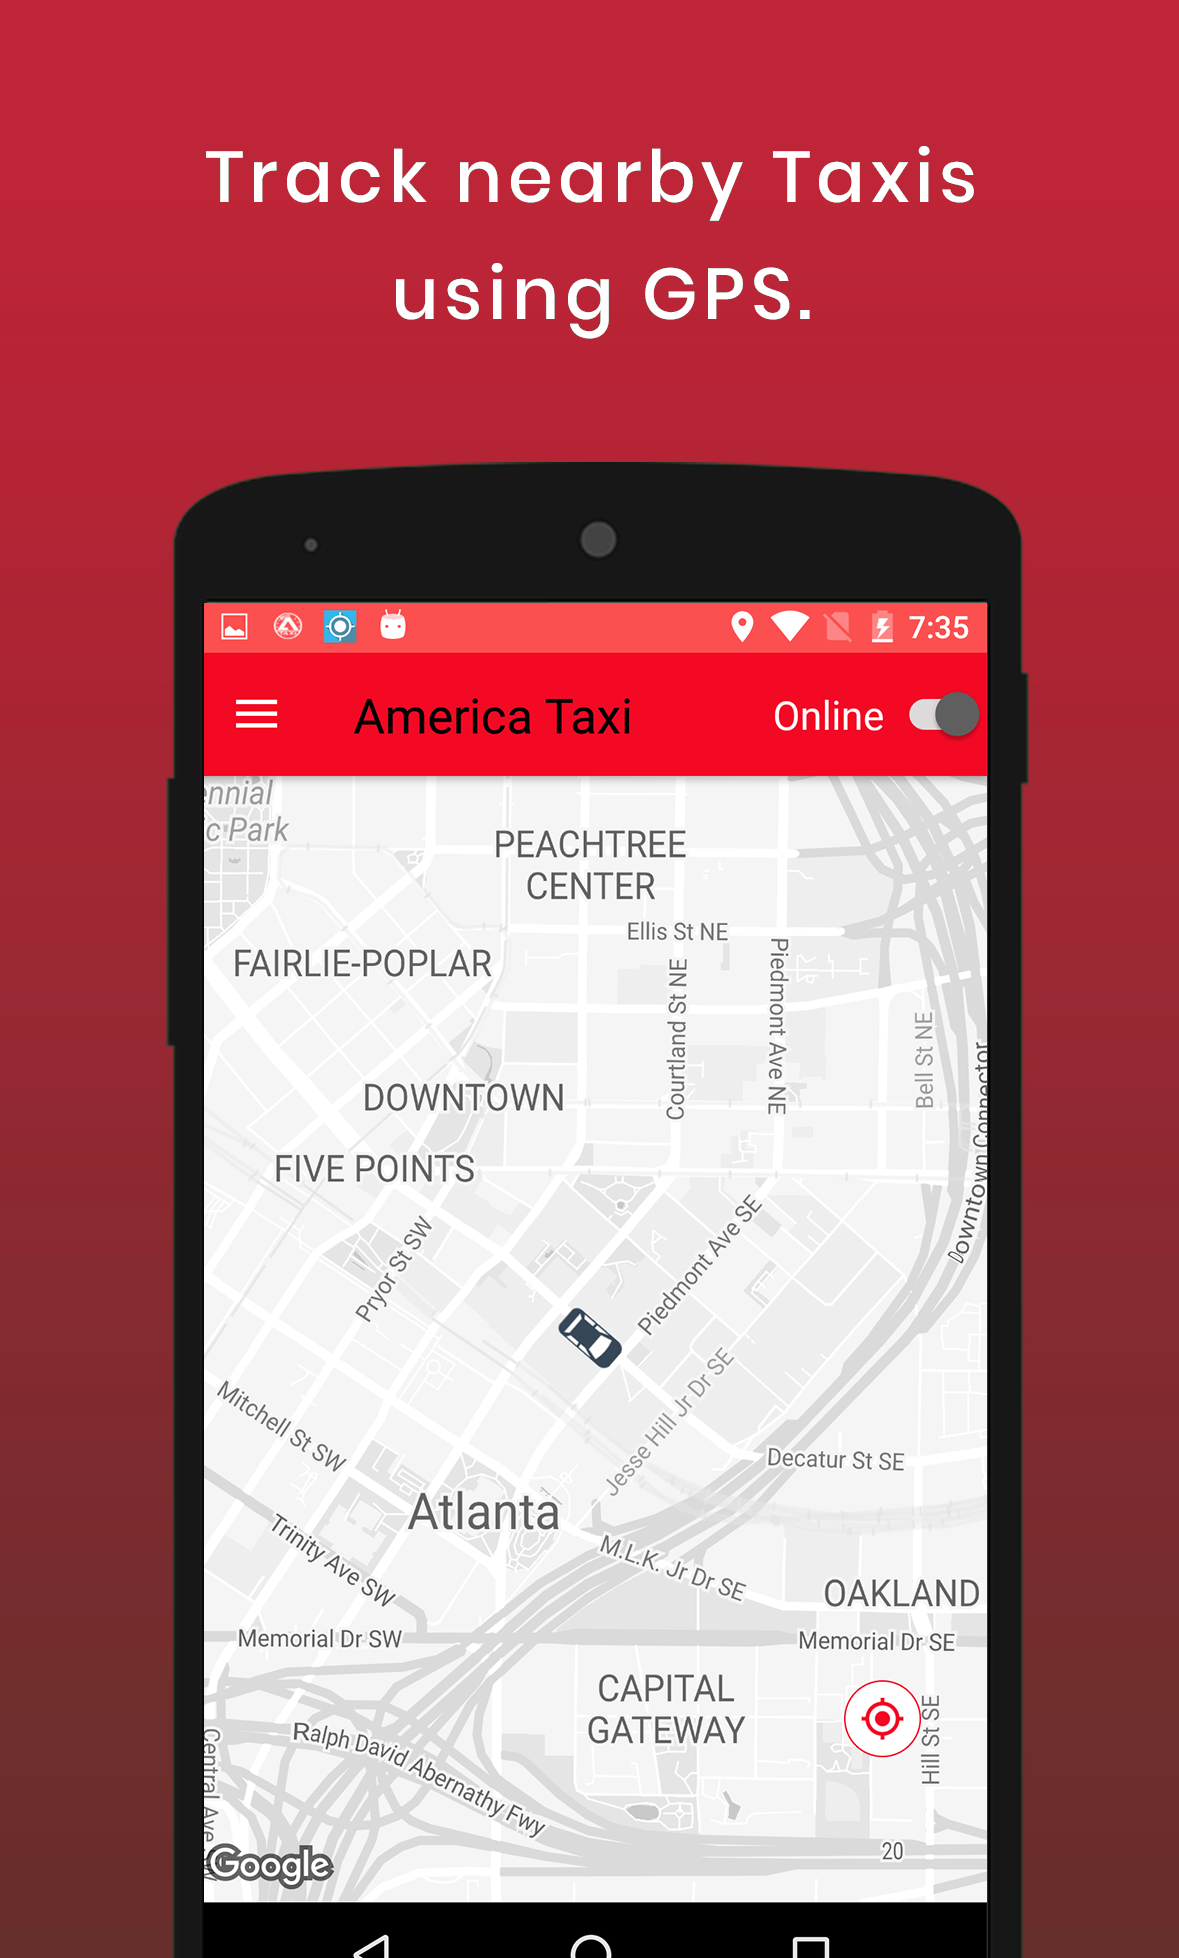 Track nearby Taxis
using GPS.
7:35
America Taxi
Online
ennial
ic Park
PEACHTREE
CENTER
Ellis St NE
FAIRLIE-POPLAR
Courtland St NE
Piedmont Ave NE
Bell St NE
Downtown Connector
DOWNTOWN
FIVE POINTS
Pryor St SW
Piedmont Ave SE
Jesse Hill Jr Dr SE
Mitchell St SW
Decatur St SE
Atlanta
Trinity Ave SW
M.L.K. Jr Dr SE
OAKLAND
Memorial Dr SW
Memorial Dr SE
CAPITAL
GATEWAY
Hill St SE
Ralph David Abernathy Fwy
Central Ave SW
20
Google